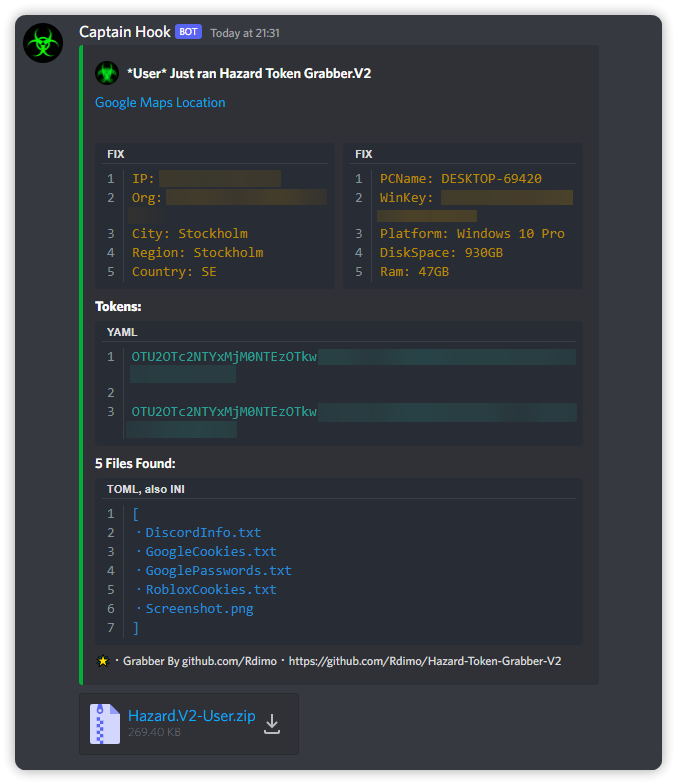 Captain Hook BOT Today at 21:31
*User* Just ran Hazard Token Grabber.V2
Google Maps Location
FIX
1 IP:
2 Org:
3 City: Stockholm
4 Region: Stockholm
5 Country: SE
FIX
1 PCName: DESKTOP-69420
2 WinKey:
3 Platform: Windows 10 Pro
4 DiskSpace: 930GB
5 Ram: 47GB
Tokens:
YAML
1 OTU2OTc2NTYxMjM0NTEzOTkw
2
3 OTU2OTc2NTYxMjM0NTEzOTkw
5 Files Found:
TOML, also INI
1 [
2 · DiscordInfo.txt
3 · GoogleCookies.txt
4 · GooglePasswords.txt
5 · RobloxCookies.txt
6 · Screenshot.png
7 ]
· Grabber By github.com/Rdimo · https://github.com/Rdimo/Hazard-Token-Grabber-V2
Hazard.V2-User.zip
269.40 KB